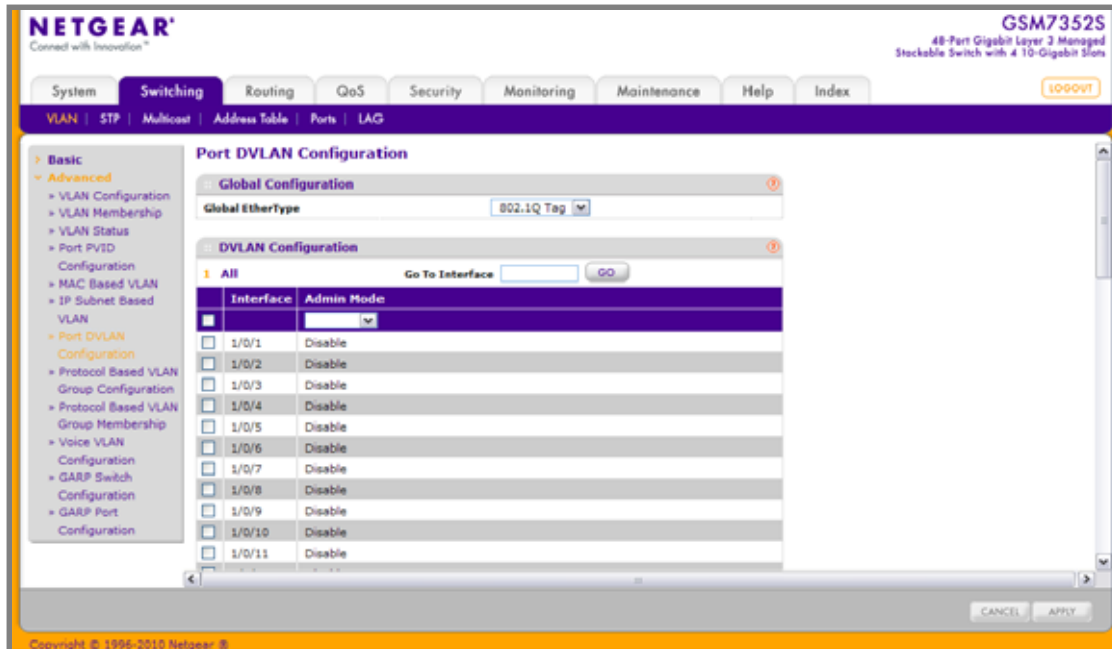 NETGEAR®
Connect with Innovation™
GSM7352S
48-Port Gigabit Layer 3 Managed
Stackable Switch with 4 10-Gigabit Slots
System Switching Routing QoS Security Monitoring Maintenance Help Index LOGOUT
VLAN | STP | Multicast | Address Table | Ports | LAG
Basic
Advanced
» VLAN Configuration
» VLAN Membership
» VLAN Status
» Port PVID
Configuration
» MAC Based VLAN
» IP Subnet Based
VLAN
» Port DVLAN
Configuration
» Protocol Based VLAN
Group Configuration
» Protocol Based VLAN
Group Membership
» Voice VLAN
Configuration
» GARP Switch
Configuration
» GARP Port
Configuration
Port DVLAN Configuration
Global Configuration ?
Global EtherType 802.1Q Tag
DVLAN Configuration ?
1 All Go To Interface GO
Interface Admin Mode
1/0/1 Disable
1/0/2 Disable
1/0/3 Disable
1/0/4 Disable
1/0/5 Disable
1/0/6 Disable
1/0/7 Disable
1/0/8 Disable
1/0/9 Disable
1/0/10 Disable
1/0/11 Disable
CANCEL APPLY
Copyright © 1996-2010 Netgear ®